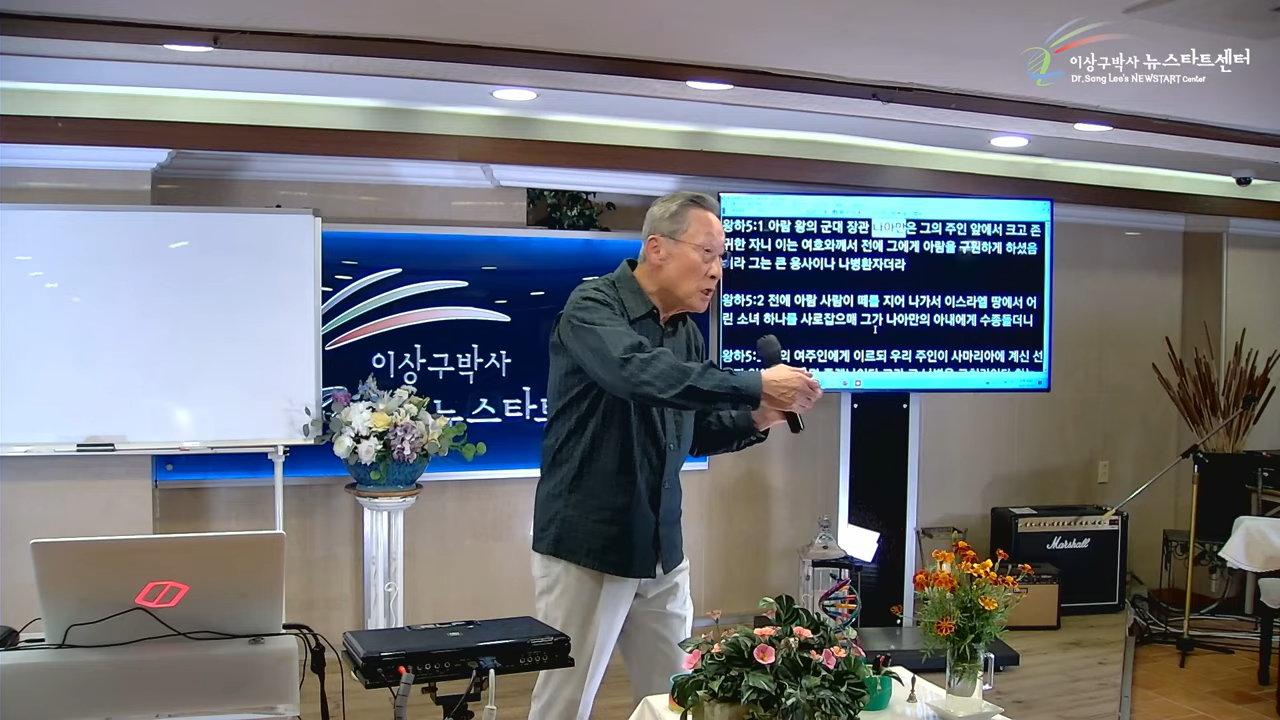 이상구박사 뉴스타트센터
Dr. Sang Lee's NEWSTART Center
왕하5:1 아람 왕의 군대 장관 나아만은 그의 주인 앞에서 크고 존
귀한 자니 이는 여호와께서 전에 그에게 아람을 구원하게 하셨음
이라 그는 큰 용사이나 나병환자더라
왕하5:2 전에 아람 사람이 떼를 지어 나가서 이스라엘 땅에서 어
린 소녀 하나를 사로잡으매 그가 나아만의 아내에게 수종들더니
왕하5: 여주인에게 이르되 우리 주인이 사마리아에 계신 선
이상구박사
뉴스타트
Marshall